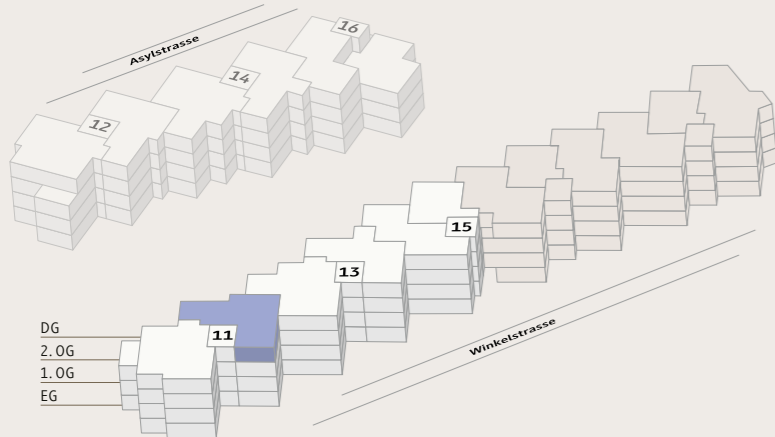 Asylstrasse
16
14
12
15
13
11
DG
2. OG
1. OG
EG
Winkelstrasse